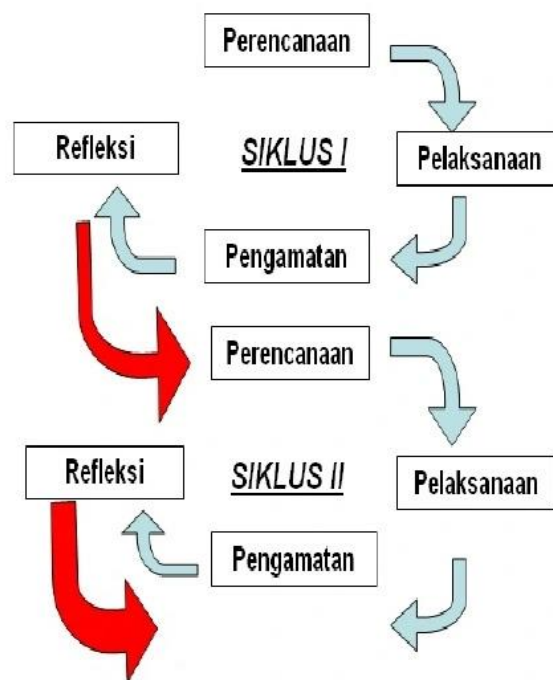 Perencanaan
Refleksi
SIKLUS I
Pelaksanaan
Pengamatan
Perencanaan
Refleksi
SIKLUS II
Pelaksanaan
Pengamatan